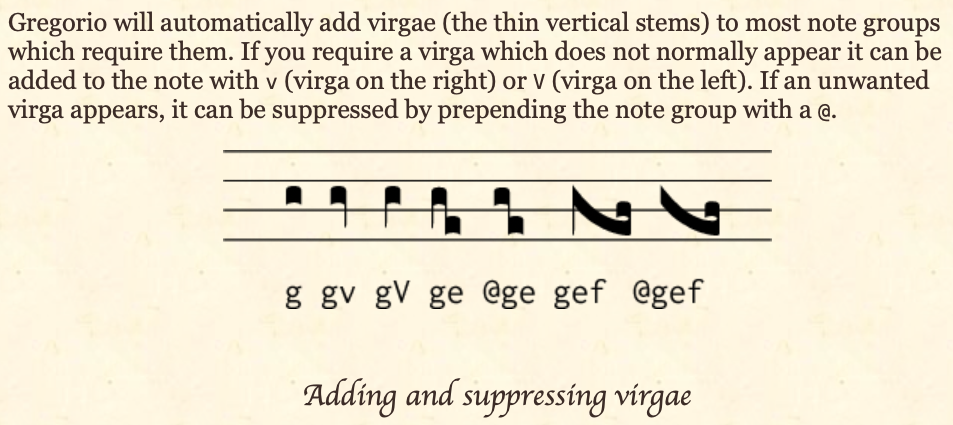 Gregorio will automatically add virgae (the thin vertical stems) to most note groups
which require them. If you require a virga which does not normally appear it can be
added to the note with v (virga on the right) or V (virga on the left). If an unwanted
virga appears, it can be suppressed by prepending the note group with a @.
g gv gV ge @ge gef @gef
Adding and suppressing virgae